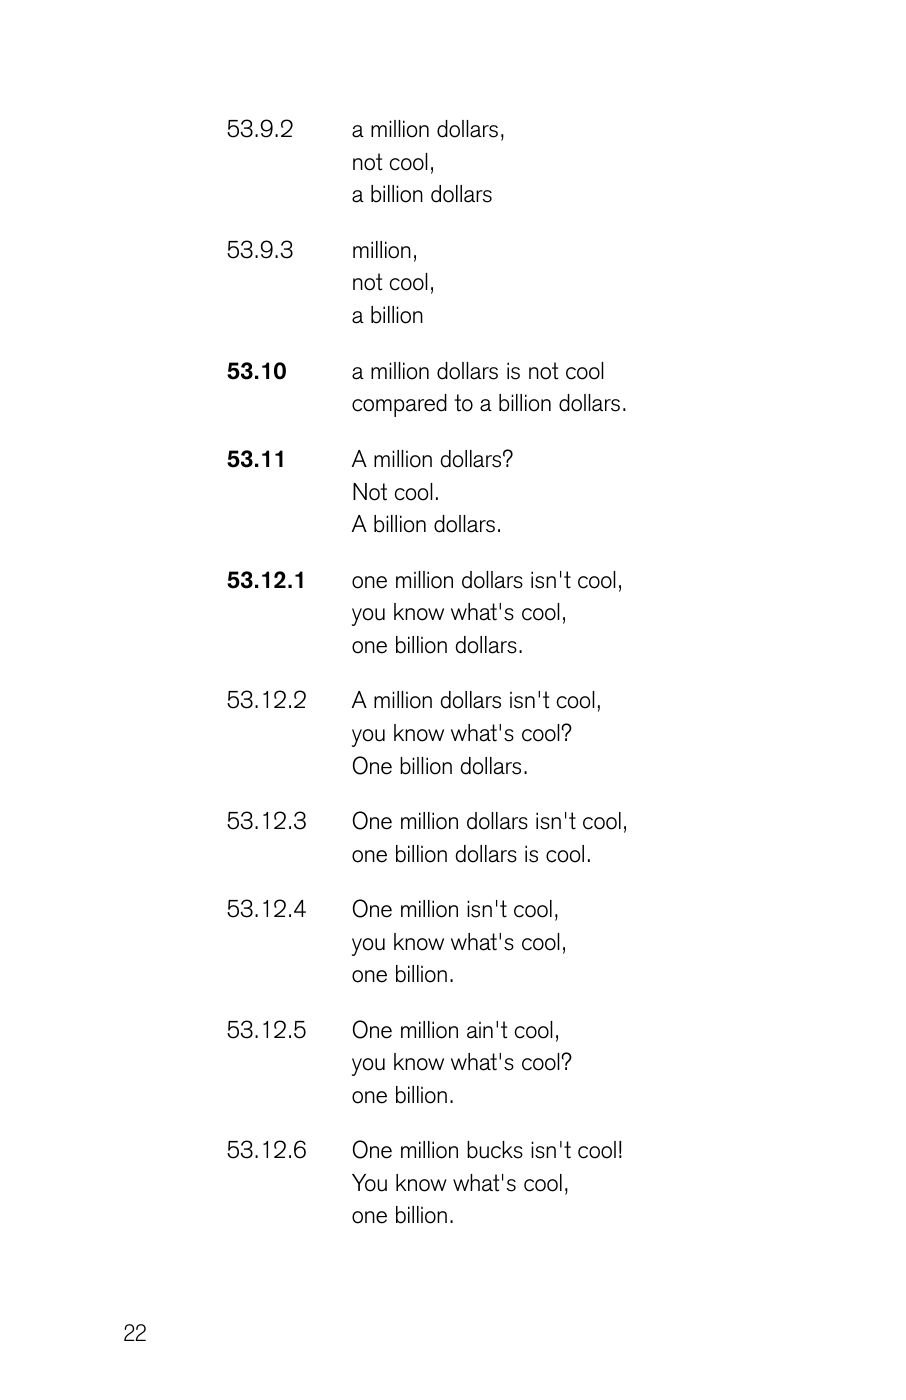 53.9.2 a million dollars,
not cool,
a billion dollars
53.9.3 million,
not cool,
a billion
53.10 a million dollars is not cool
compared to a billion dollars.
53.11 A million dollars?
Not cool.
A billion dollars.
53.12.1 one million dollars isn't cool,
you know what's cool,
one billion dollars.
53.12.2 A million dollars isn't cool,
you know what's cool?
One billion dollars.
53.12.3 One million dollars isn't cool,
one billion dollars is cool.
53.12.4 One million isn't cool,
you know what's cool,
one billion.
53.12.5 One million ain't cool,
you know what's cool?
one billion.
53.12.6 One million bucks isn't cool!
You know what's cool,
one billion.
22